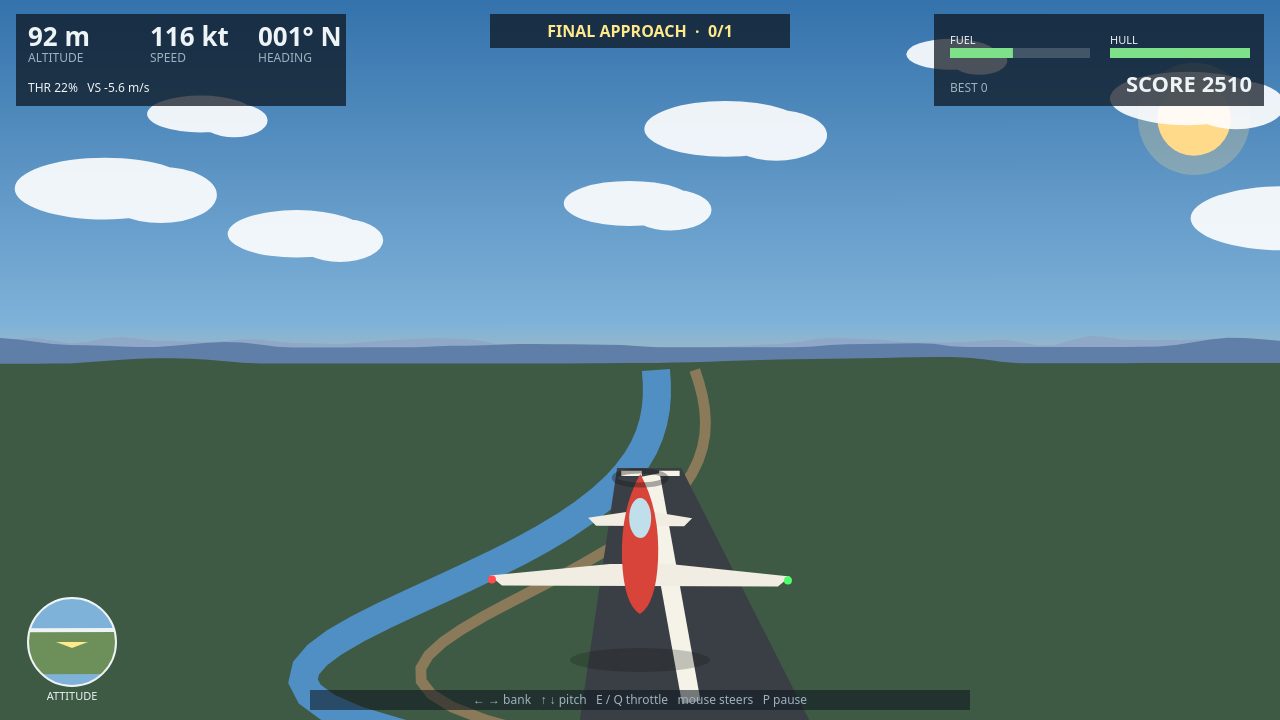 92 m 116 kt 001° N
ALTITUDE SPEED HEADING
THR 22% VS -5.6 m/s
FINAL APPROACH · 0/1
FUEL HULL
BEST 0 SCORE 2510
ATTITUDE
← → bank ↑ ↓ pitch E / Q throttle mouse steers P pause